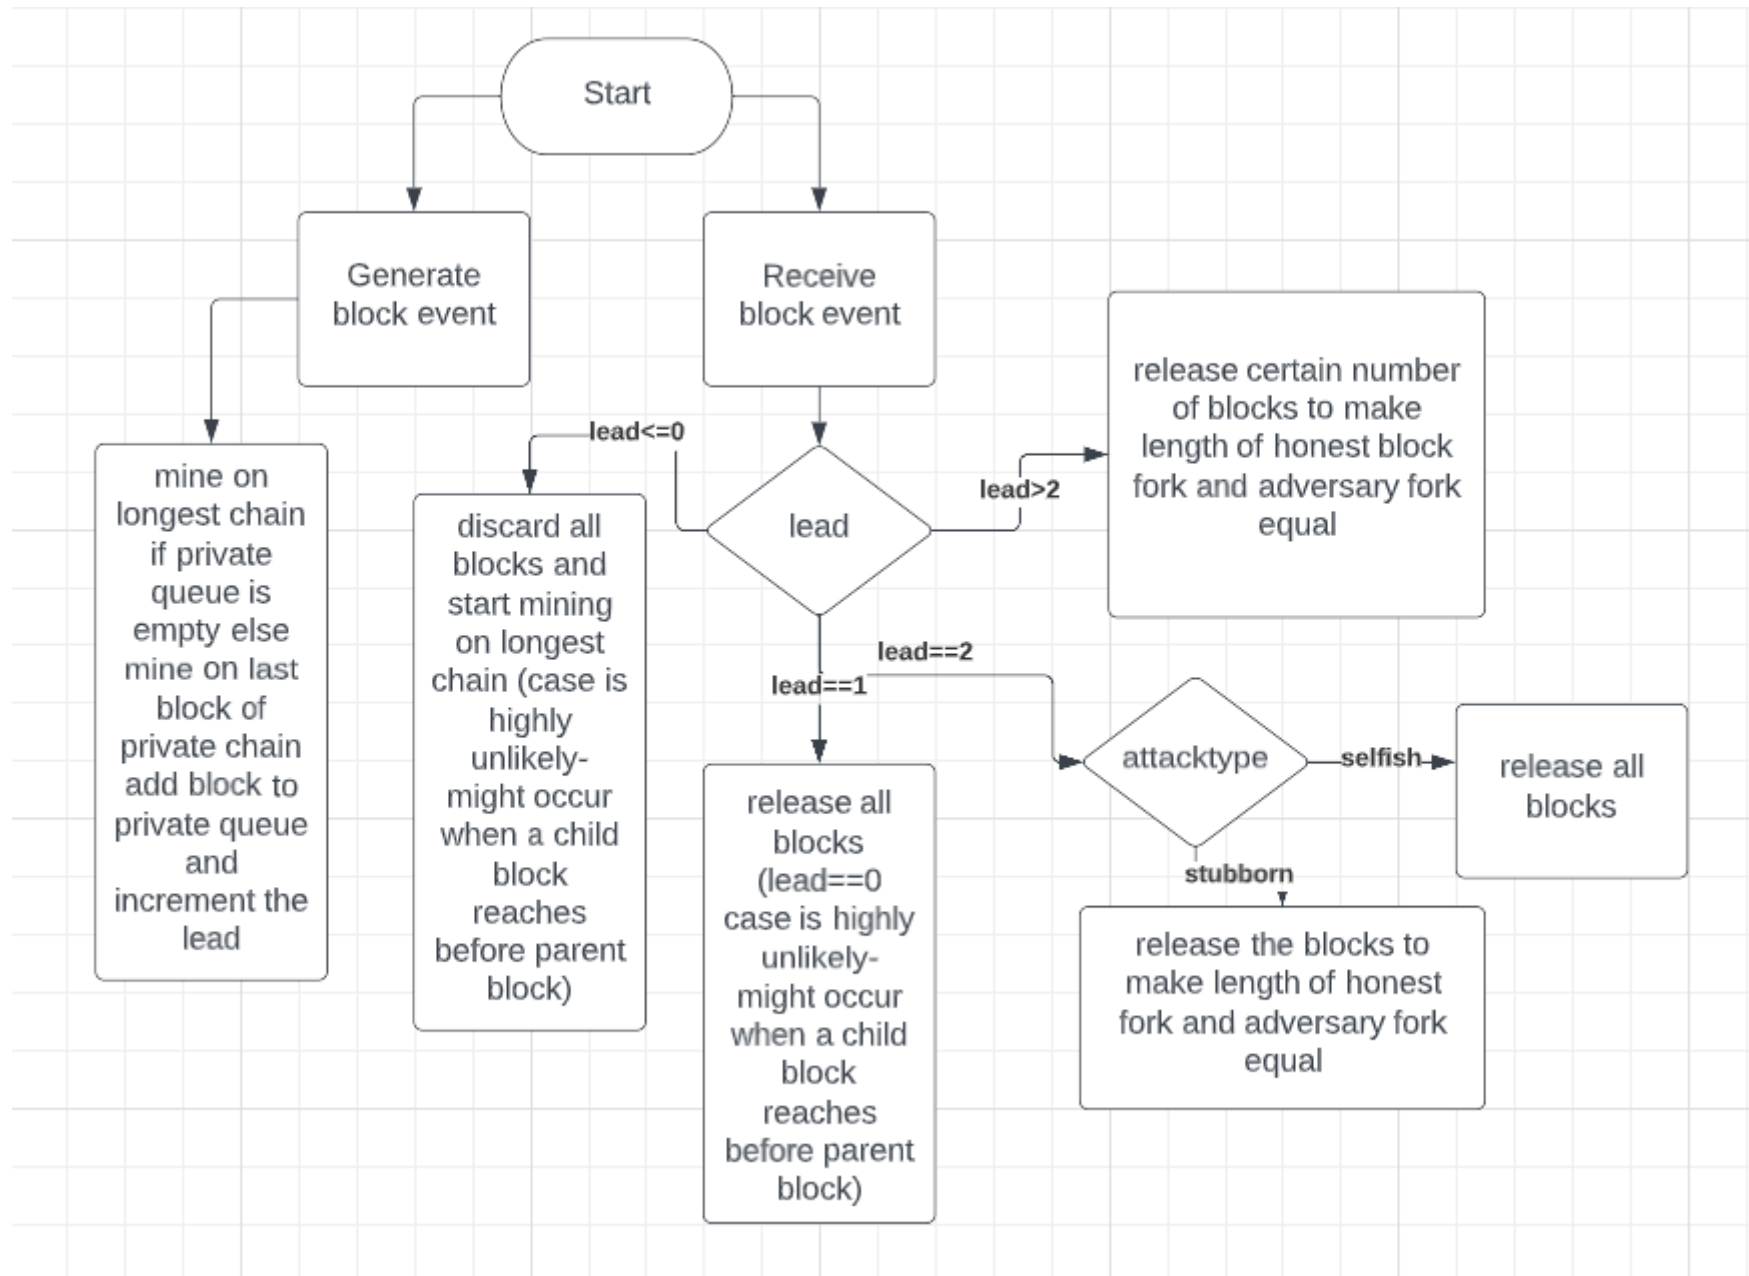 Start
Generate
block event
Receive
block event
mine on
longest chain
if private
queue is
empty else
mine on last
block of
private chain
add block to
private queue
and
increment the
lead
lead<=0
discard all
blocks and
start mining
on longest
chain (case is
highly
unlikely-
might occur
when a child
block
reaches
before parent
block)
lead
lead>2
release certain number
of blocks to make
length of honest block
fork and adversary fork
equal
lead==2
lead==1
release all
blocks
(lead==0
case is highly
unlikely-
might occur
when a child
block
reaches
before parent
block)
attacktype
selfish
release all
blocks
stubborn
release the blocks to
make length of honest
fork and adversary fork
equal